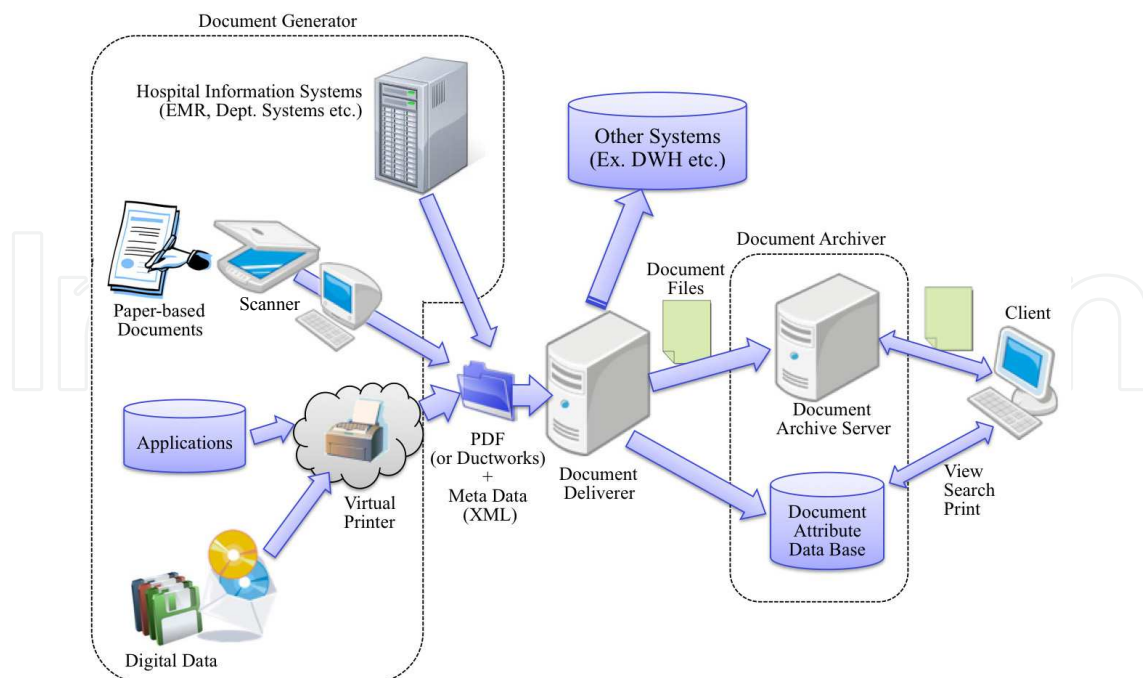 Document Generator
Hospital Information Systems
(EMR, Dept. Systems etc.)
Other Systems
(Ex. DWH etc.)
Paper-based
Documents
Scanner
Document
Files
Document Archiver
Client
Applications
Virtual
Printer
PDF
(or Ductworks)
+
Meta Data
(XML)
Document
Deliverer
Document
Archive Server
Document
Attribute
Data Base
View
Search
Print
Digital Data